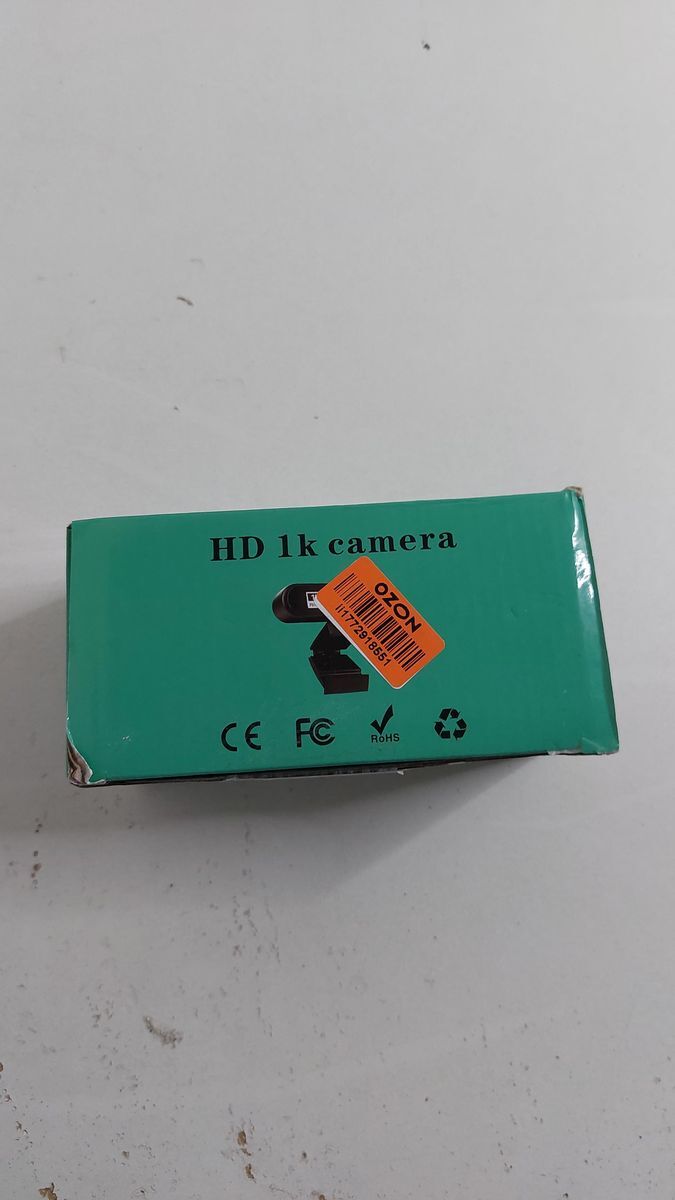 HD 1k camera
OZON
ii1772918551
CE FC RoHS